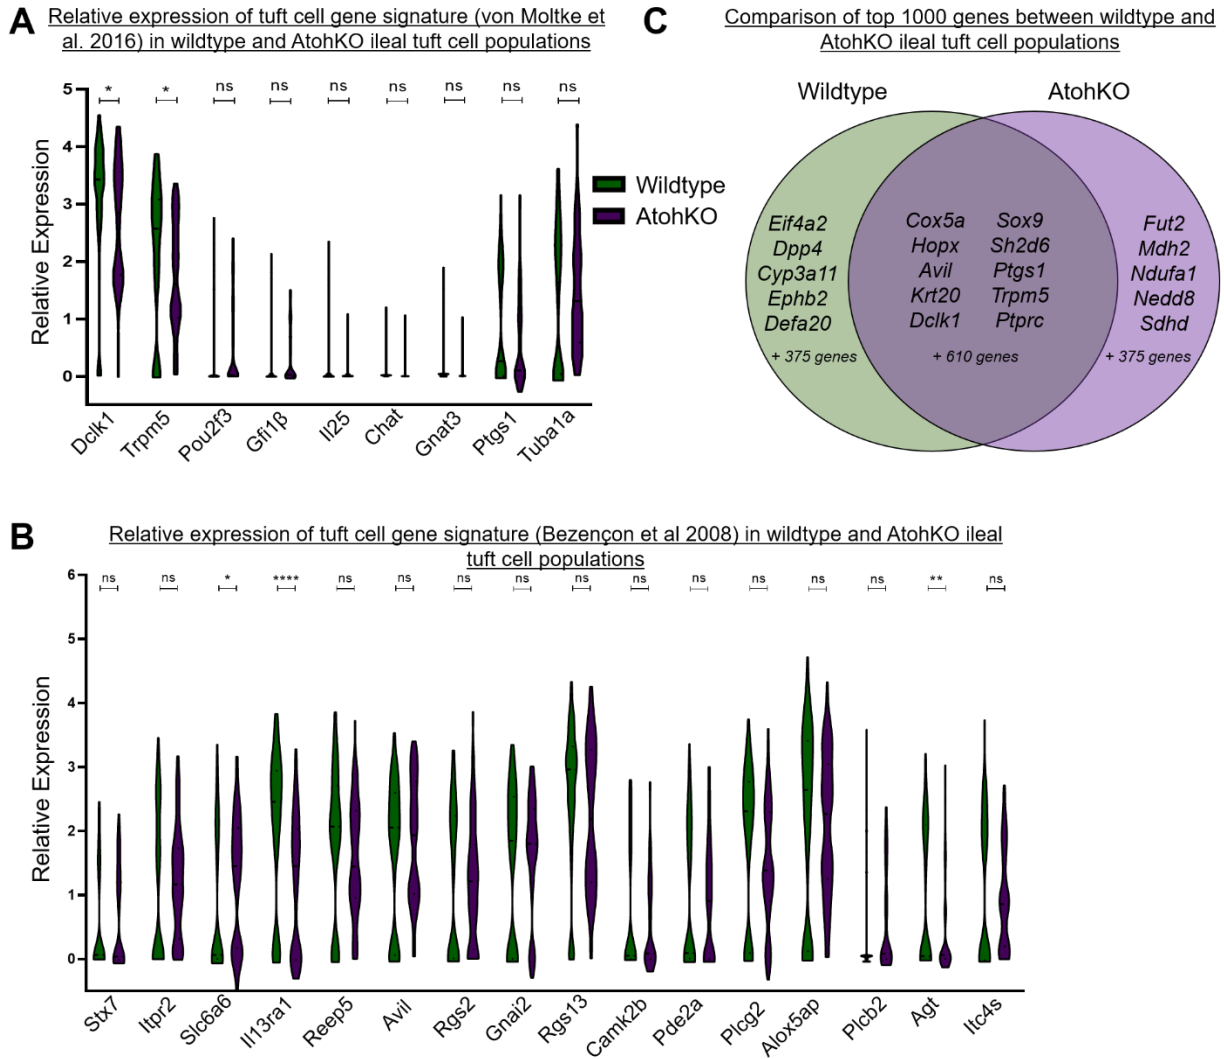 A
Relative expression of tuft cell gene signature (von Moltke et
al. 2016) in wildtype and AtohKO ileal tuft cell populations
Relative Expression
5
4
3
2
1
0
* * ns ns ns ns ns ns ns
Dclk1 Trpm5 Pou2f3 Gfi1β Il25 Chat Gnat3 Ptgs1 Tuba1a
Wildtype
AtohKO
C
Comparison of top 1000 genes between wildtype and
AtohKO ileal tuft cell populations
Wildtype AtohKO
Eif4a2
Dpp4
Cyp3a11
Ephb2
Defa20
+ 375 genes
Cox5a Sox9
Hopx Sh2d6
Avil Ptgs1
Krt20 Trpm5
Dclk1 Ptprc
+ 610 genes
Fut2
Mdh2
Ndufa1
Nedd8
Sdhd
+ 375 genes
B
Relative expression of tuft cell gene signature (Bezençon et al 2008) in wildtype and AtohKO ileal
tuft cell populations
Relative Expression
6
5
4
3
2
1
0
ns ns * **** ns ns ns ns ns ns ns ns ns ns ** ns
Stx7 Itpr2 Slc6a6 Il13ra1 Reep5 Avil Rgs2 Gnai2 Rgs13 Camk2b Pde2a Plcg2 Alox5ap Plcb2 Agt Itc4s